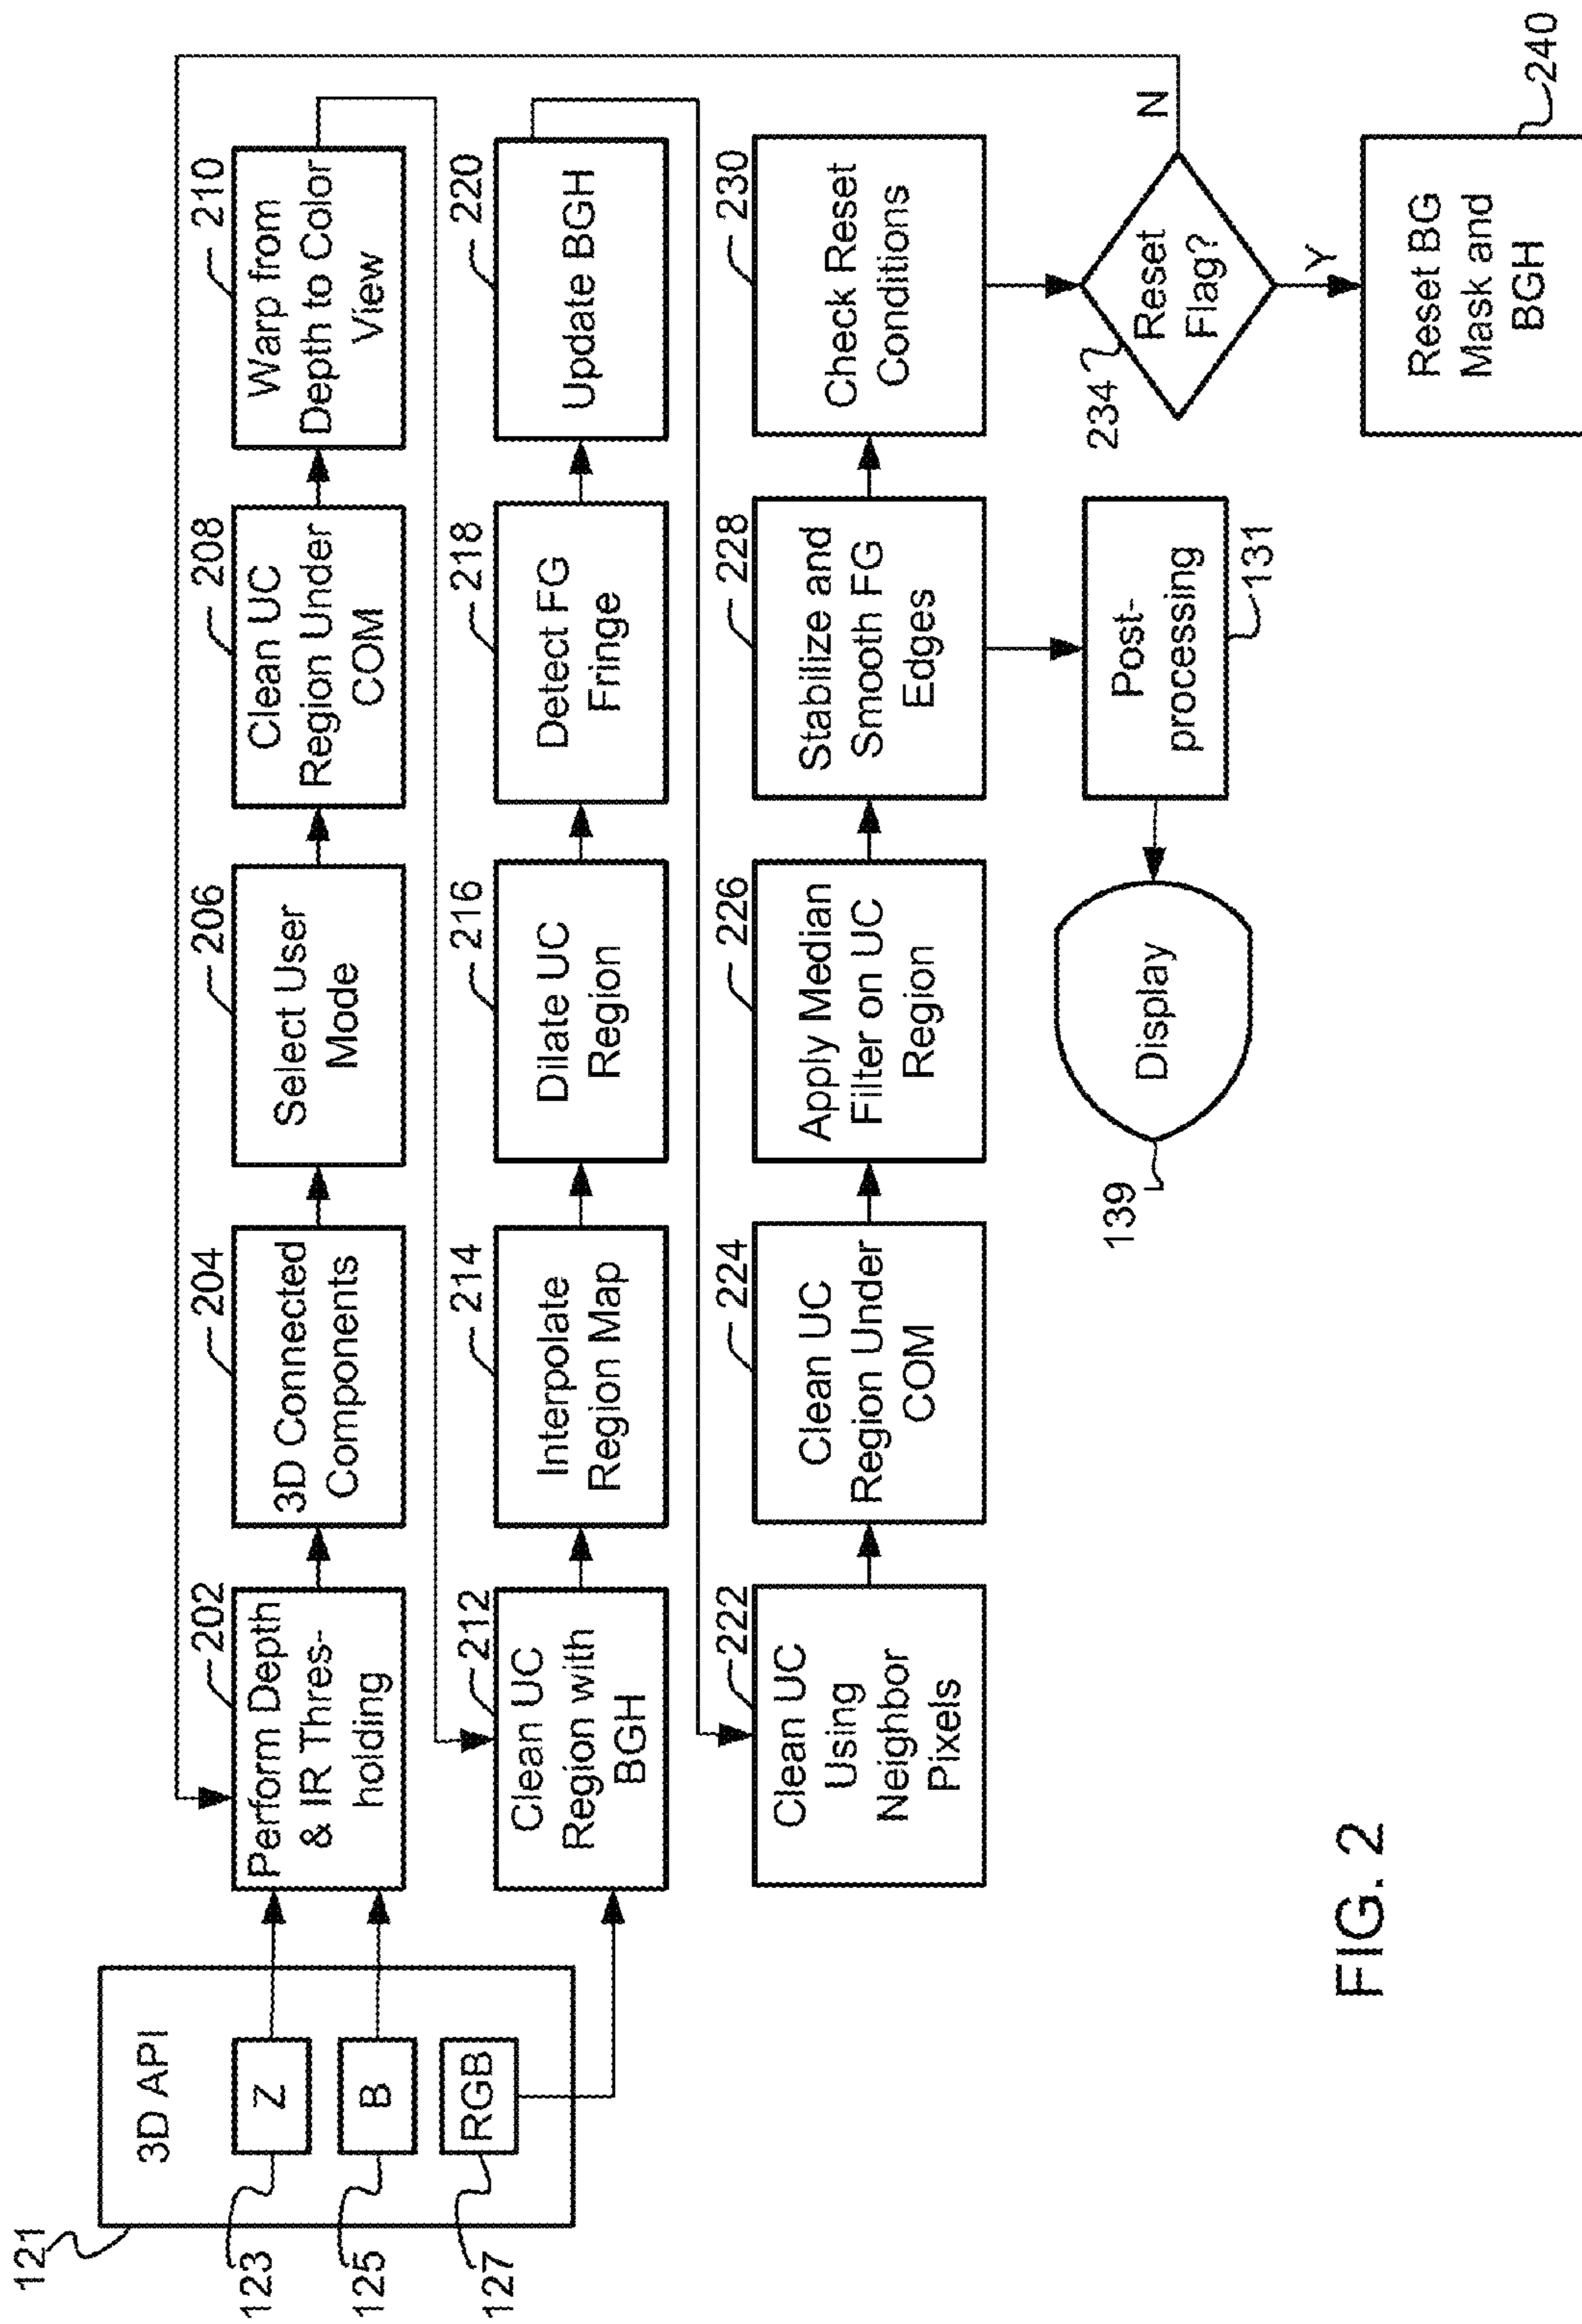 121
3D API
123
Z
125
B
127
RGB
202
Perform Depth
& IR Thres-
holding
204
3D Connected
Components
206
Select User
Mode
208
Clean UC
Region Under
COM
210
Warp from
Depth to Color
View
212
Clean UC
Region with
BGH
214
Interpolate
Region Map
216
Dilate UC
Region
218
Detect FG
Fringe
220
Update BGH
222
Clean UC
Using
Neighbor
Pixels
224
Clean UC
Region Under
COM
226
Apply Median
Filter on UC
Region
228
Stabilize and
Smooth FG
Edges
230
Check Reset
Conditions
139
Display
Post-
processing
131
234
Reset
Flag?
N
Y
Reset BG
Mask and
BGH
240
FIG. 2